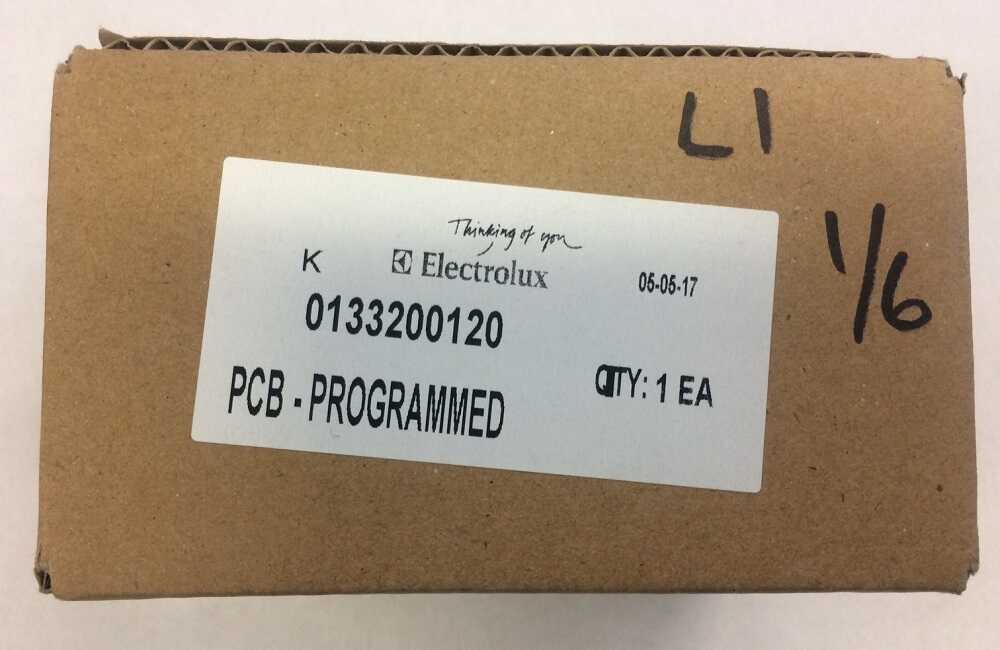 L1
1/6
Thinking of you
K Electrolux 05-05-17
0133200120
PCB - PROGRAMMED QTY: 1 EA